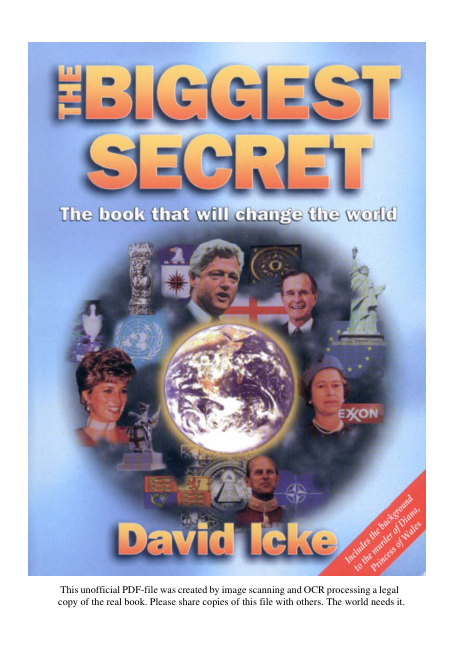 THE BIGGEST
SECRET
The book that will change the world
EXXON
David Icke
Includes the background
to the murder of Diana,
Princess of Wales
This unofficial PDF-file was created by image scanning and OCR processing a legal
copy of the real book. Please share copies of this file with others. The world needs it.